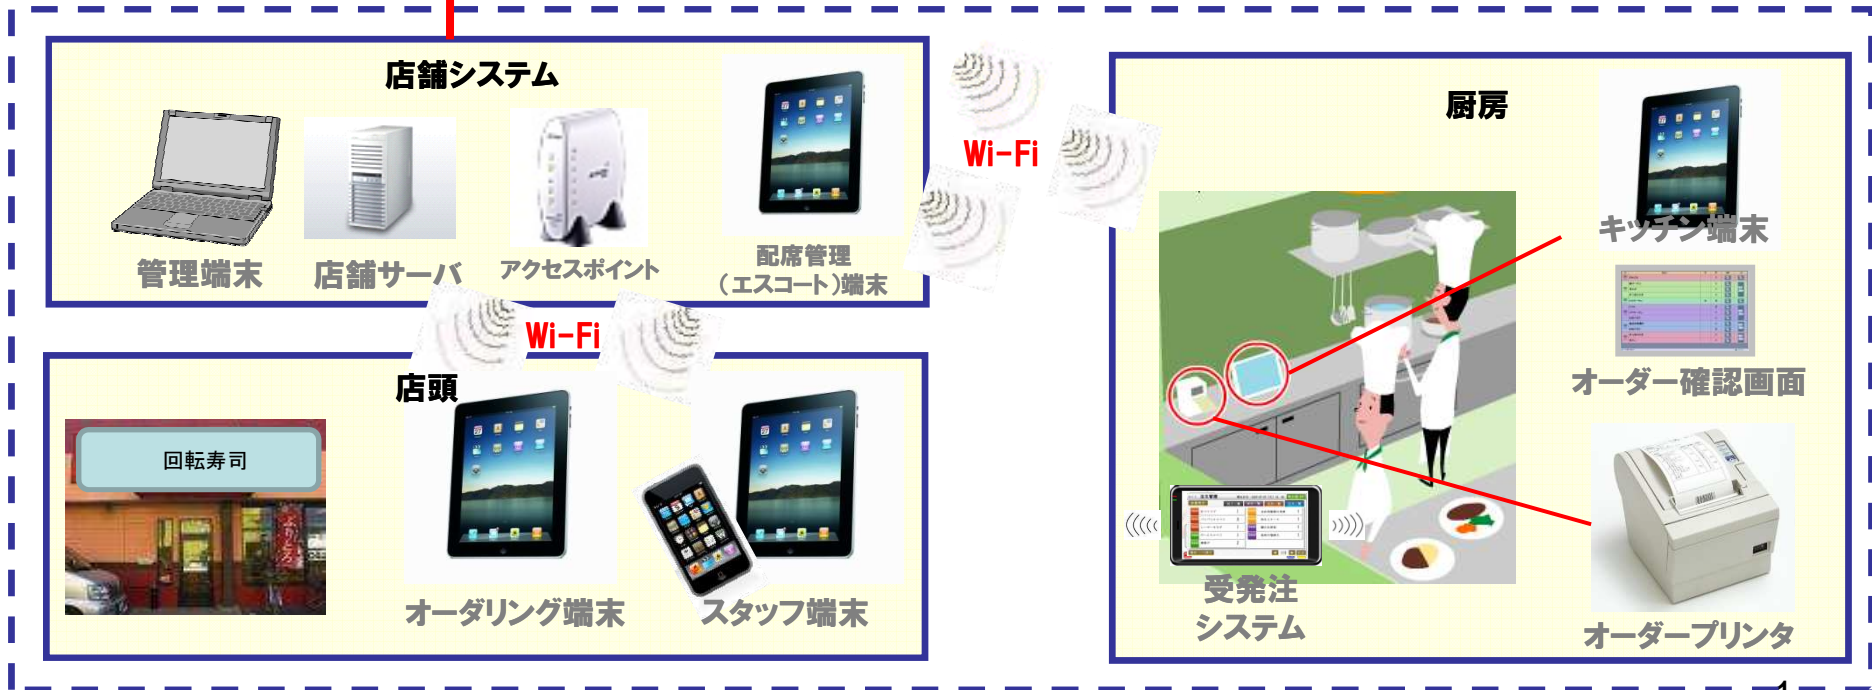 店舗システム
管理端末
店舗サーバ
アクセスポイント
配席管理
（エスコート）端末
Wi-Fi
Wi-Fi
店頭
回転寿司
オーダリング端末
スタッフ端末
厨房
キッチン端末
オーダー確認画面
受発注
システム
オーダープリンタ